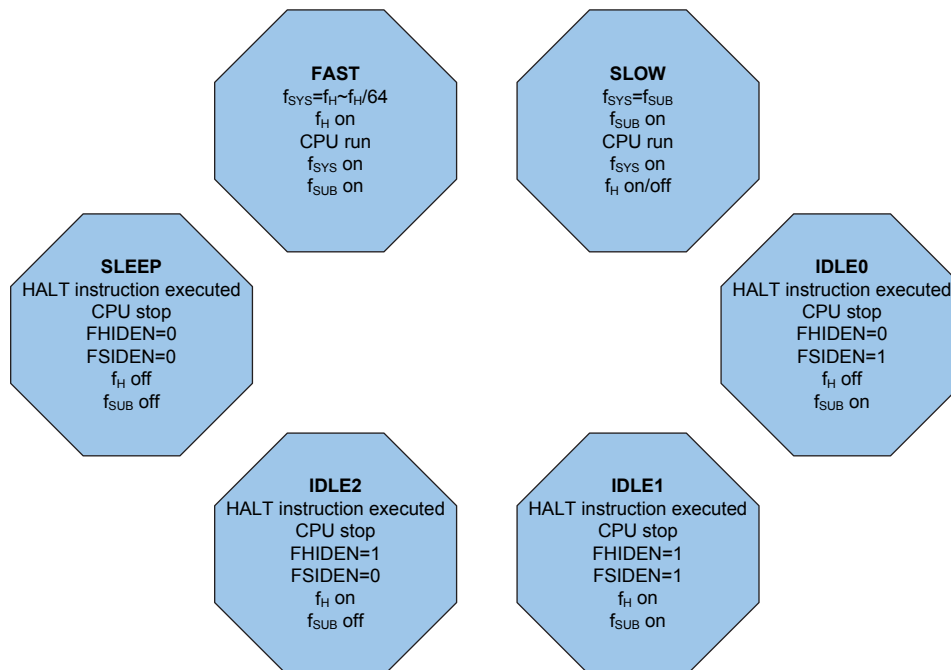 FAST
fSYS=fH~fH/64
fH on
CPU run
fSYS on
fSUB on
SLOW
fSYS=fSUB
fSUB on
CPU run
fSYS on
fH on/off
SLEEP
HALT instruction executed
CPU stop
FHIDEN=0
FSIDEN=0
fH off
fSUB off
IDLE0
HALT instruction executed
CPU stop
FHIDEN=0
FSIDEN=1
fH off
fSUB on
IDLE2
HALT instruction executed
CPU stop
FHIDEN=1
FSIDEN=0
fH on
fSUB off
IDLE1
HALT instruction executed
CPU stop
FHIDEN=1
FSIDEN=1
fH on
fSUB on